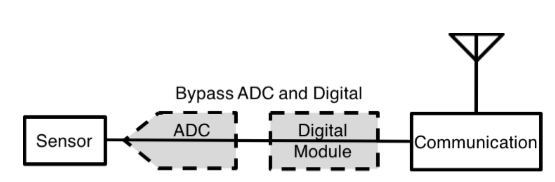 Bypass ADC and Digital
Sensor
ADC
Digital
Module
Communication